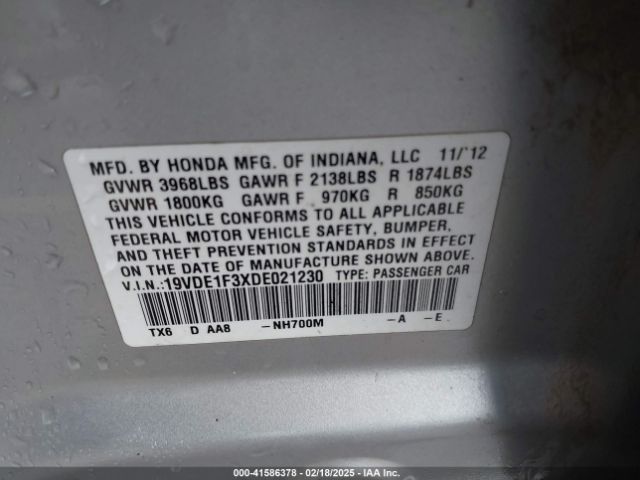 MFD. BY HONDA MFG. OF INDIANA, LLC 11/'12
GVWR 3968LBS GAWR F 2138LBS R 1874LBS
GVWR 1800KG GAWR F 970KG R 850KG
THIS VEHICLE CONFORMS TO ALL APPLICABLE
FEDERAL MOTOR VEHICLE SAFETY, BUMPER,
AND THEFT PREVENTION STANDARDS IN EFFECT
ON THE DATE OF MANUFACTURE SHOWN ABOVE.
V.I.N.:19VDE1F3XDE021230 TYPE: PASSENGER CAR
TX6 D AA8 -NH700M -A -E
000-41586378 - 02/18/2025 - IAA Inc.